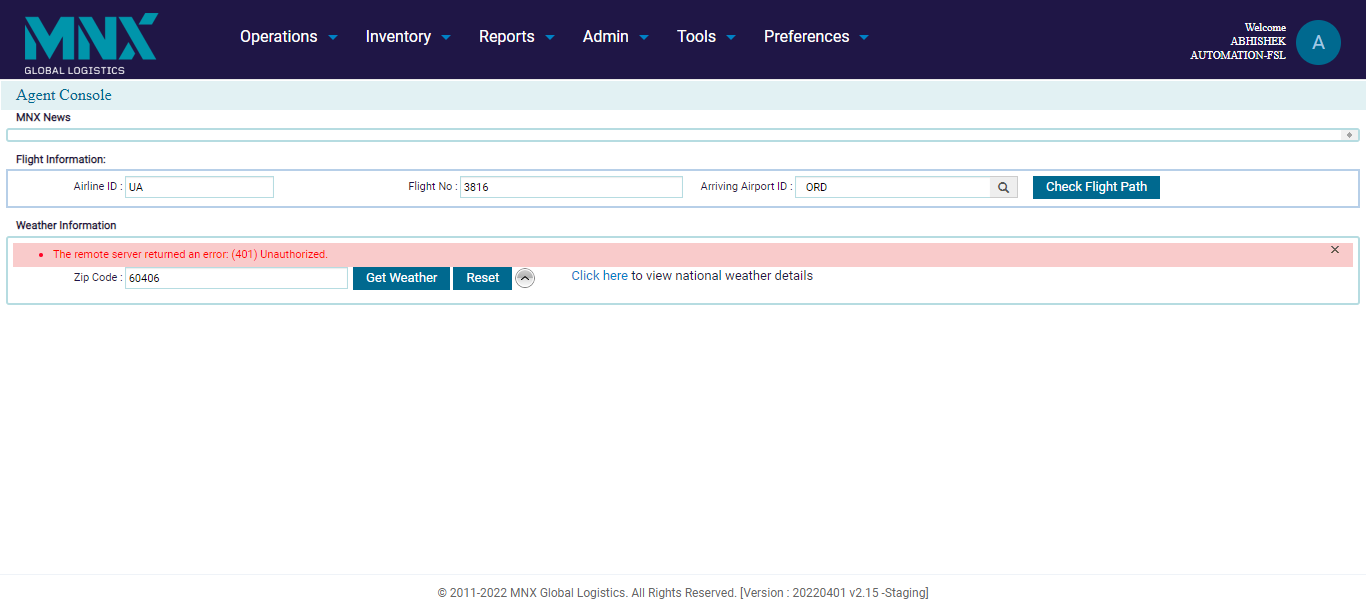 MNX
GLOBAL LOGISTICS
Operations Inventory Reports Admin Tools Preferences
Welcome
ABHISHEK
AUTOMATION-FSL
A
Agent Console
MNX News
Flight Information:
Airline ID : UA Flight No : 3816 Arriving Airport ID : ORD Check Flight Path
Weather Information
• The remote server returned an error: (401) Unauthorized. ×
Zip Code : 60406 Get Weather Reset Click here to view national weather details
© 2011-2022 MNX Global Logistics. All Rights Reserved. [Version : 20220401 v2.15 -Staging]